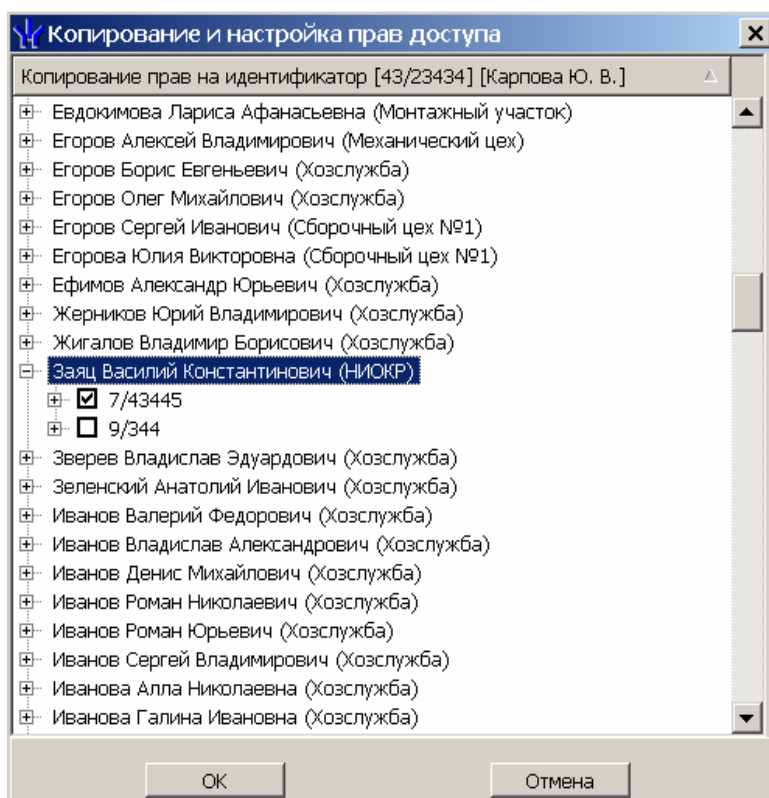 Копирование и настройка прав доступа
Копирование прав на идентификатор [43/23434] [Карпова Ю. В.]
Евдокимова Лариса Афанасьевна (Монтажный участок)
Егоров Алексей Владимирович (Механический цех)
Егоров Борис Евгеньевич (Хозслужба)
Егоров Олег Михайлович (Хозслужба)
Егоров Сергей Иванович (Сборочный цех №1)
Егорова Юлия Викторовна (Сборочный цех №1)
Ефимов Александр Юрьевич (Хозслужба)
Жерников Юрий Владимирович (Хозслужба)
Жигалов Владимир Борисович (Хозслужба)
Заяц Василий Константинович (НИОКР)
7/43445
9/344
Зверев Владислав Эдуардович (Хозслужба)
Зеленский Анатолий Иванович (Хозслужба)
Иванов Валерий Федорович (Хозслужба)
Иванов Владислав Александрович (Хозслужба)
Иванов Денис Михайлович (Хозслужба)
Иванов Роман Николаевич (Хозслужба)
Иванов Роман Юрьевич (Хозслужба)
Иванов Сергей Владимирович (Хозслужба)
Иванова Алла Николаевна (Хозслужба)
Иванова Галина Ивановна (Хозслужба)
ОК Отмена